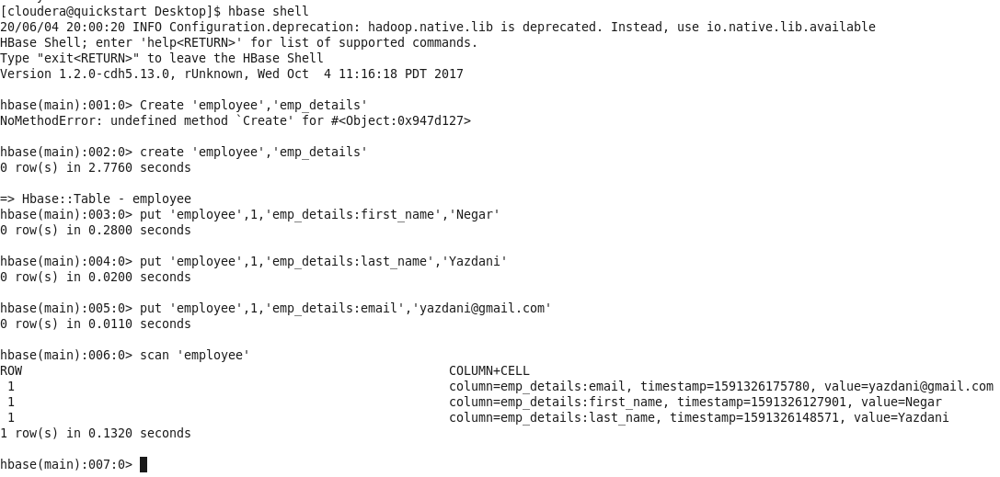 [cloudera@quickstart Desktop]$ hbase shell
20/06/04 20:00:20 INFO Configuration.deprecation: hadoop.native.lib is deprecated. Instead, use io.native.lib.available
HBase Shell; enter 'help<RETURN>' for list of supported commands.
Type "exit<RETURN>" to leave the HBase Shell
Version 1.2.0-cdh5.13.0, rUnknown, Wed Oct  4 11:16:18 PDT 2017

hbase(main):001:0> Create 'employee','emp_details'
NoMethodError: undefined method `Create' for #<Object:0x947d127>

hbase(main):002:0> create 'employee','emp_details'
0 row(s) in 2.7760 seconds

=> Hbase::Table - employee
hbase(main):003:0> put 'employee',1,'emp_details:first_name','Negar'
0 row(s) in 0.2800 seconds

hbase(main):004:0> put 'employee',1,'emp_details:last_name','Yazdani'
0 row(s) in 0.0200 seconds

hbase(main):005:0> put 'employee',1,'emp_details:email','yazdani@gmail.com'
0 row(s) in 0.0110 seconds

hbase(main):006:0> scan 'employee'
ROW COLUMN+CELL
1 column=emp_details:email, timestamp=1591326175780, value=yazdani@gmail.com
1 column=emp_details:first_name, timestamp=1591326127901, value=Negar
1 column=emp_details:last_name, timestamp=1591326148571, value=Yazdani
1 row(s) in 0.1320 seconds

hbase(main):007:0>